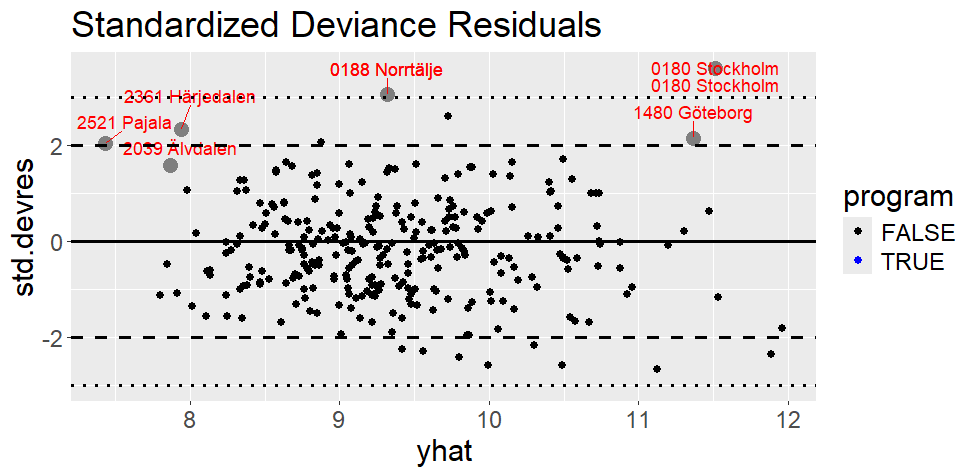 Standardized Deviance Residuals
0188 Norrtälje
0180 Stockholm
0180 Stockholm
2361 Härjedalen
1480 Göteborg
2521 Pajala
2039 Älvdalen
2
0
-2
std.devres
8
9
10
11
12
yhat
program
FALSE
TRUE